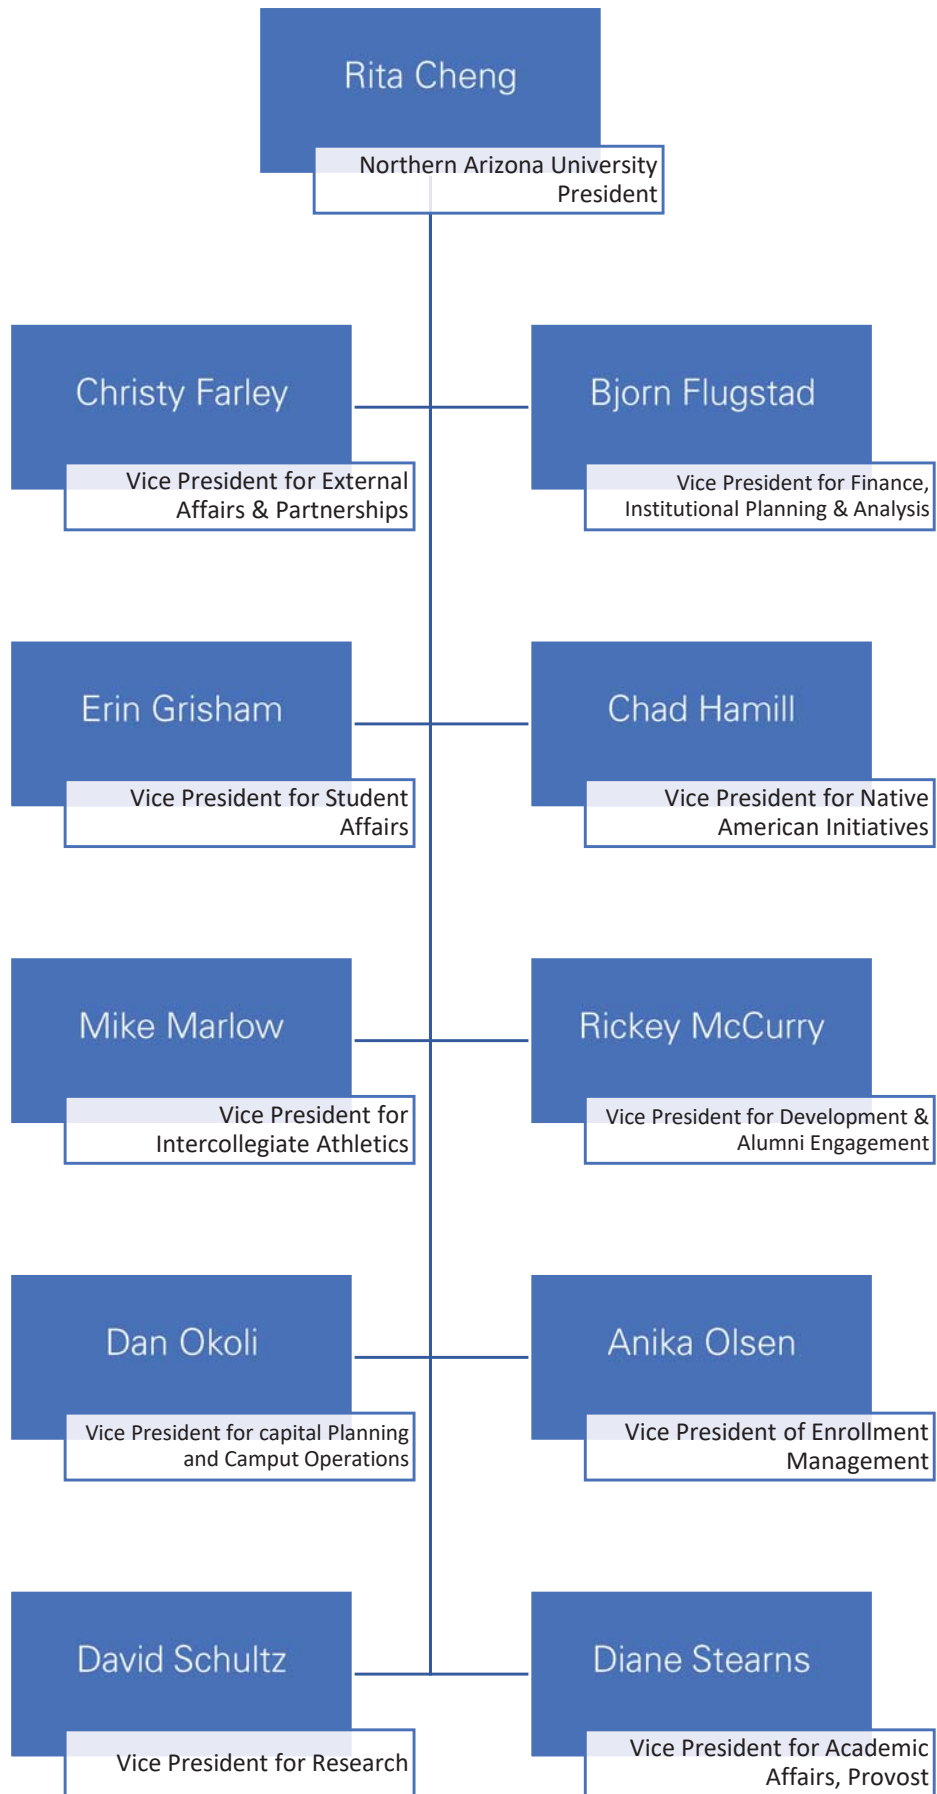 Rita Cheng
Northern Arizona University
President
Christy Farley
Vice President for External
Affairs & Partnerships
Bjorn Flugstad
Vice President for Finance,
Institutional Planning & Analysis
Erin Grisham
Vice President for Student
Affairs
Chad Hamill
Vice President for Native
American Initiatives
Mike Marlow
Vice President for
Intercollegiate Athletics
Rickey McCurry
Vice President for Development &
Alumni Engagement
Dan Okoli
Vice President for capital Planning
and Camput Operations
Anika Olsen
Vice President of Enrollment
Management
David Schultz
Vice President for Research
Diane Stearns
Vice President for Academic
Affairs, Provost